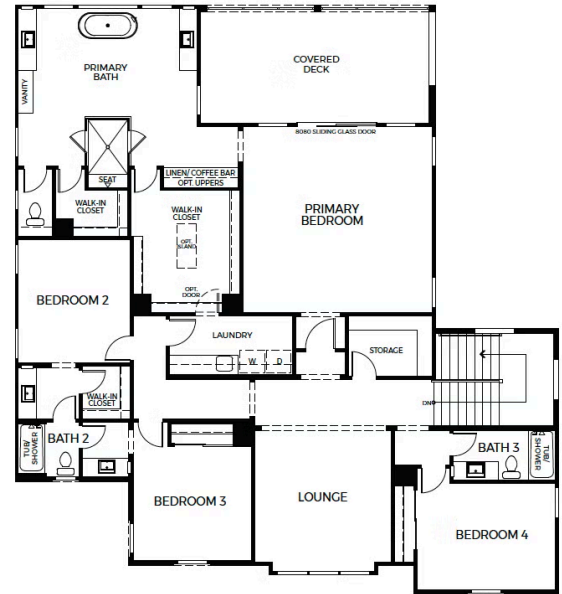 PRIMARY
BATH
VANITY
COVERED
DECK
8080 SLIDING GLASS DOOR
SEAT
LINEN/ COFFEE BAR
OPT. UPPERS
WALK-IN
CLOSET
WALK-IN
CLOSET
OPT.
ISLAND
PRIMARY
BEDROOM
OPT.
DOOR
BEDROOM 2
LAUNDRY
W
D
STORAGE
WALK-IN
CLOSET
DN
BATH 2
TUB/
SHOWER
BATH 3
TUB/
SHOWER
BEDROOM 3
LOUNGE
BEDROOM 4